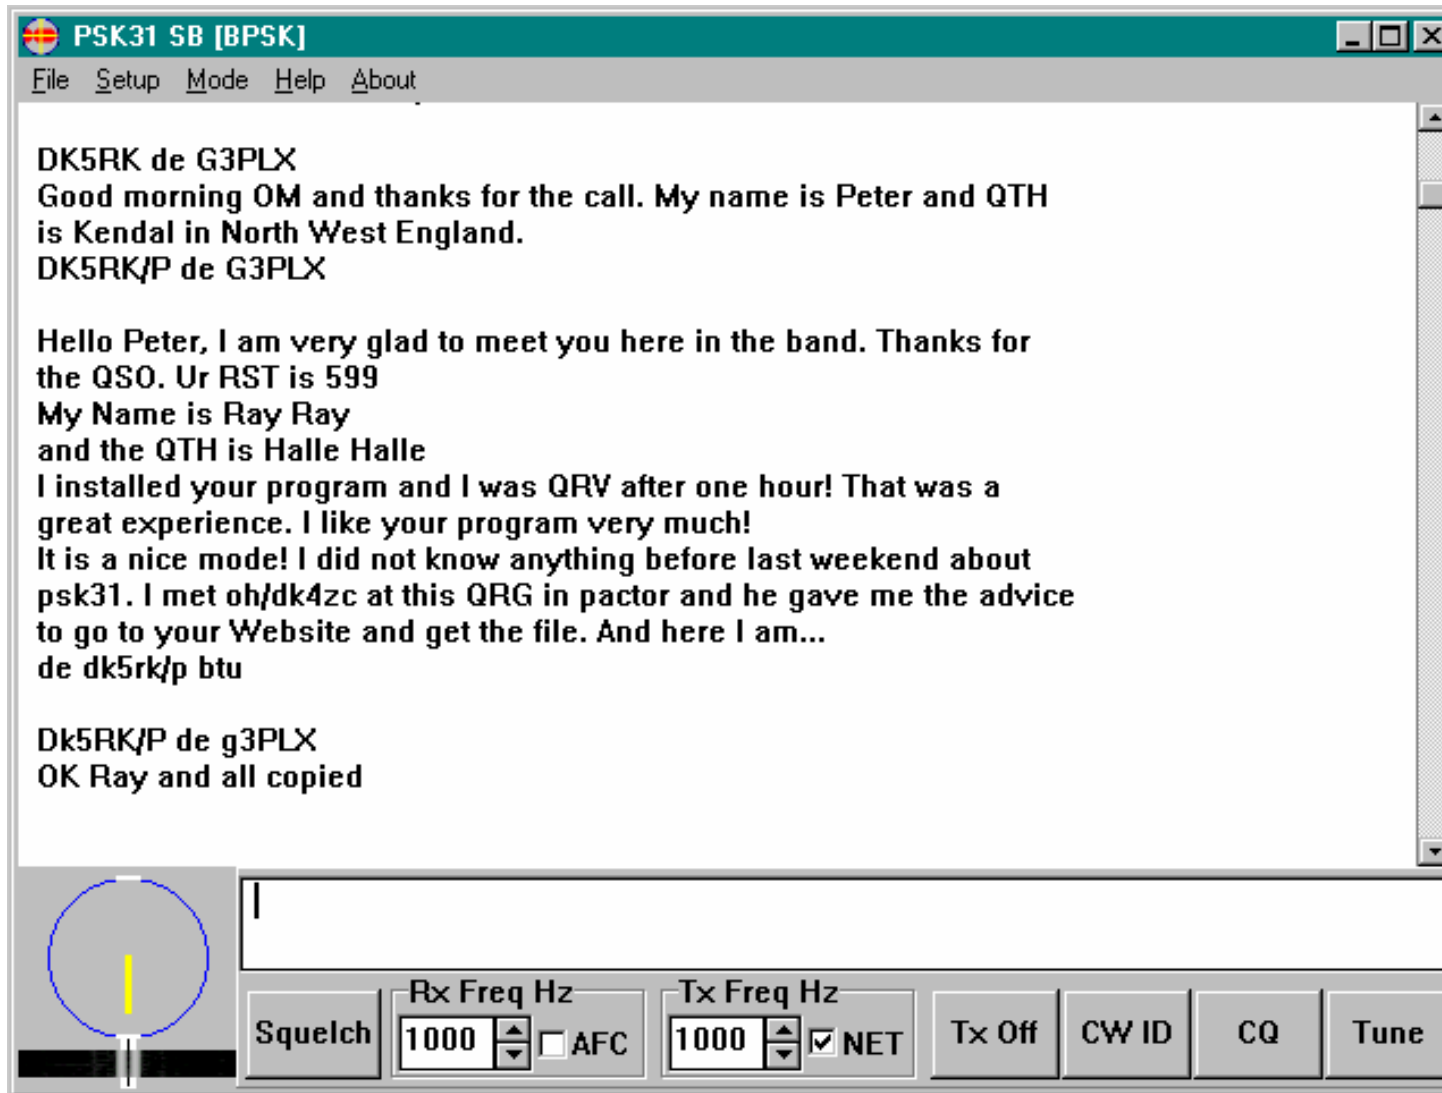 PSK31 SB [BPSK]
File Setup Mode Help About
DK5RK de G3PLX
Good morning OM and thanks for the call. My name is Peter and QTH
is Kendal in North West England.
DK5RK/P de G3PLX
Hello Peter, I am very glad to meet you here in the band. Thanks for
the QSO. Ur RST is 599
My Name is Ray Ray
and the QTH is Halle Halle
I installed your program and I was QRV after one hour! That was a
great experience. I like your program very much!
It is a nice mode! I did not know anything before last weekend about
psk31. I met oh/dk4zc at this QRG in pactor and he gave me the advice
to go to your Website and get the file. And here I am...
de dk5rk/p btu
Dk5RK/P de g3PLX
OK Ray and all copied
Rx Freq Hz Tx Freq Hz
Squelch 1000 AFC 1000 NET Tx Off CW ID CQ Tune